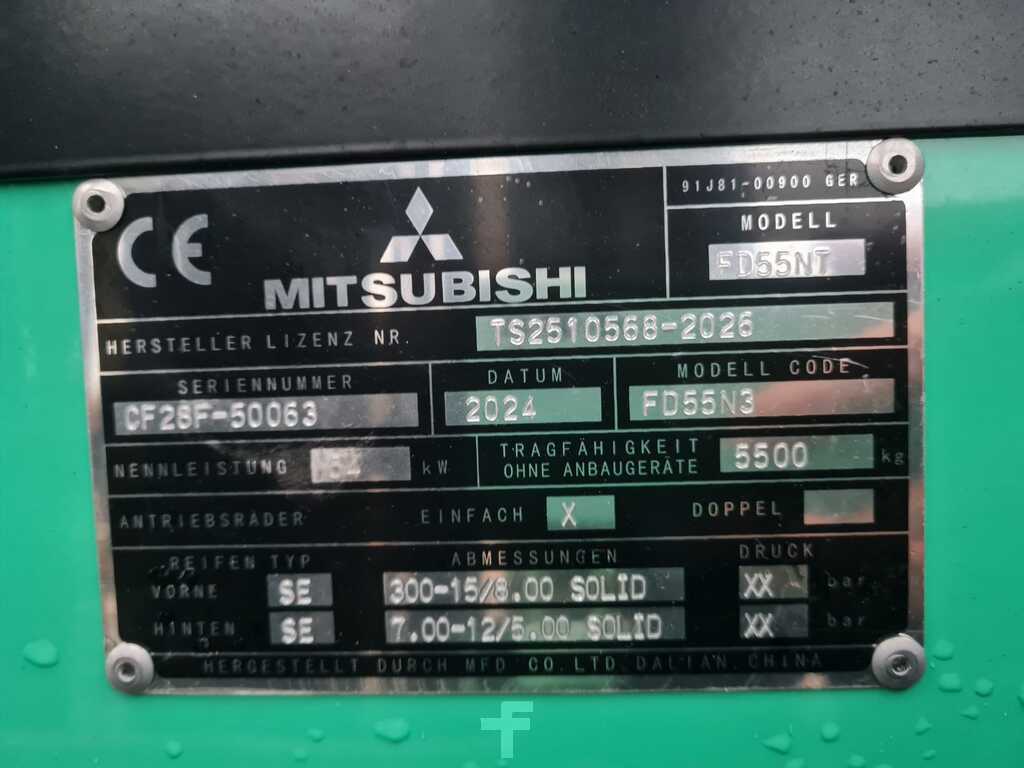 CE
MITSUBISHI
91J81-00900 GER
MODELL
FD55NT
HERSTELLER LIZENZ NR. TS2510568-2026
SERIENNUMMER DATUM MODELL CODE
CF28F-50063 2024 FD55N3
NENNLEISTUNG kW TRAGFÄHIGKEIT OHNE ANBAUGERÄTE 5500 kg
ANTRIEBSRÄDER EINFACH X DOPPEL
REIFEN TYP ABMESSUNGEN DRUCK
VORNE SE 300-15/8.00 SOLID XX bar
HINTEN SE 7.00-12/5.00 SOLID XX bar
HERGESTELLT DURCH MFD CO.LTD.DALIAN.CHINA